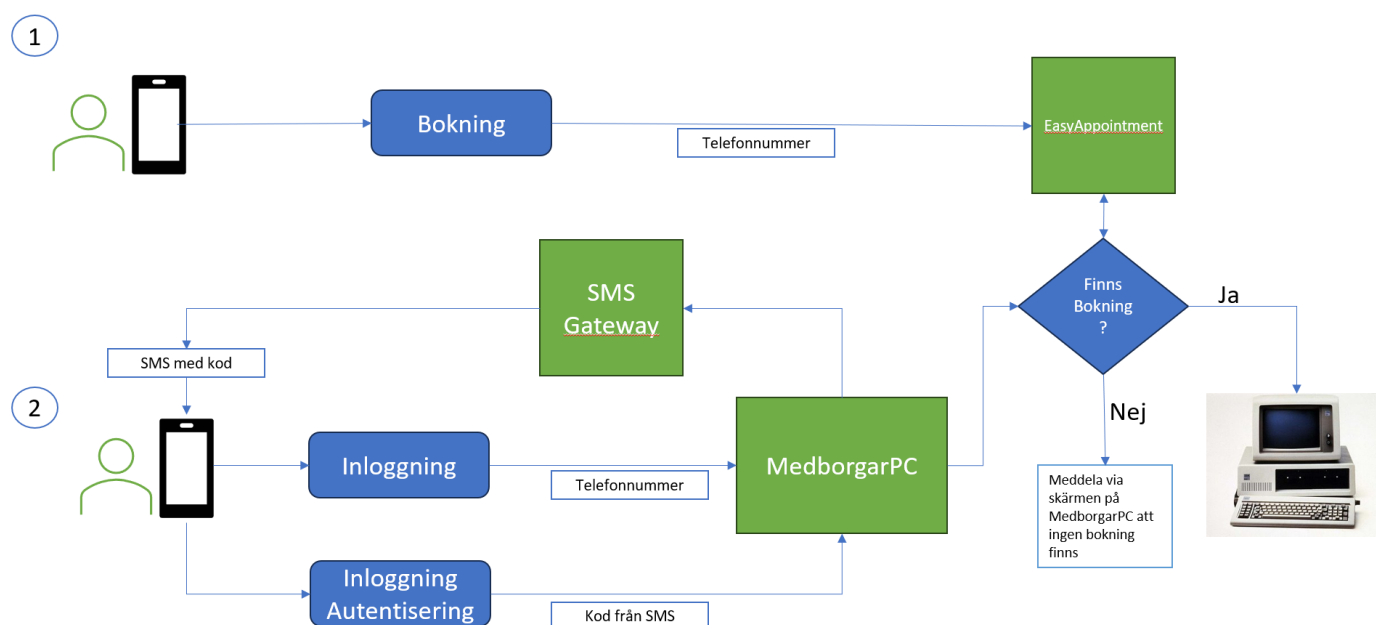 1
Bokning
Telefonnummer
EasyAppointment
SMS
Gateway
Finns
Bokning
?
Ja
SMS med kod
2
Nej
Inloggning
Telefonnummer
MedborgarPC
Meddela via
skärmen på
MedborgarPC att
ingen bokning
finns
Inloggning
Autentisering
Kod från SMS